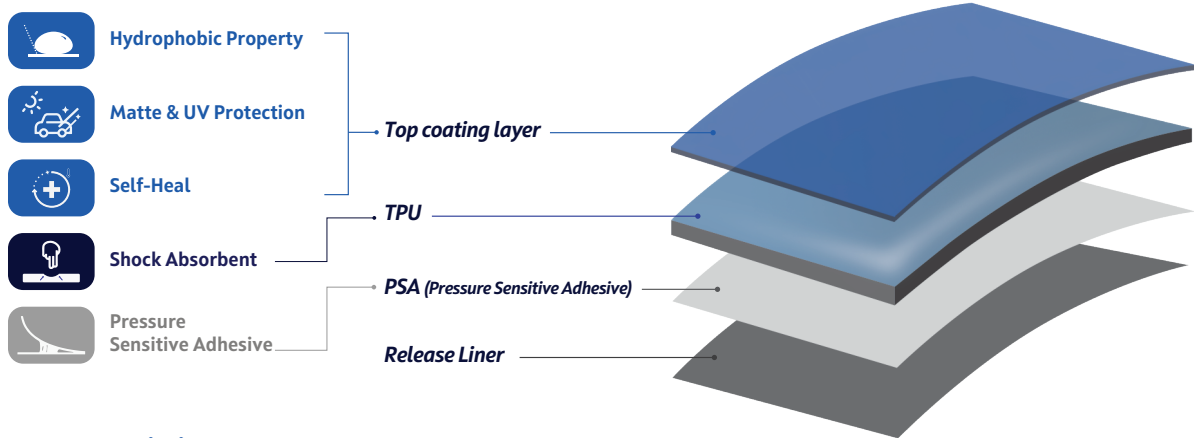 Hydrophobic Property
Matte & UV Protection
Self-Heal
Shock Absorbent
Pressure
Sensitive Adhesive
Top coating layer
TPU
PSA (Pressure Sensitive Adhesive)
Release Liner